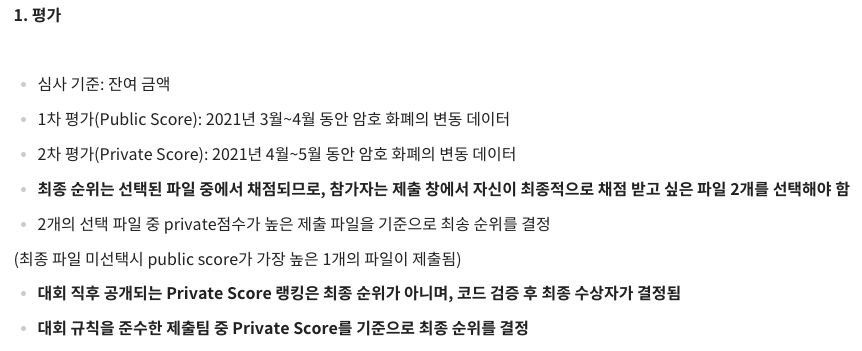 1. 평가
심사 기준: 잔여 금액
1차 평가(Public Score): 2021년 3월~4월 동안 암호 화폐의 변동 데이터
2차 평가(Private Score): 2021년 4월~5월 동안 암호 화폐의 변동 데이터
최종 순위는 선택된 파일 중에서 채점되므로, 참가자는 제출 창에서 자신이 최종적으로 채점 받고 싶은 파일 2개를 선택해야 함
2개의 선택 파일 중 private점수가 높은 제출 파일을 기준으로 최송 순위를 결정
(최종 파일 미선택시 public score가 가장 높은 1개의 파일이 제출됨)
대회 직후 공개되는 Private Score 랭킹은 최종 순위가 아니며, 코드 검증 후 최종 수상자가 결정됨
대회 규칙을 준수한 제출팀 중 Private Score를 기준으로 최종 순위를 결정